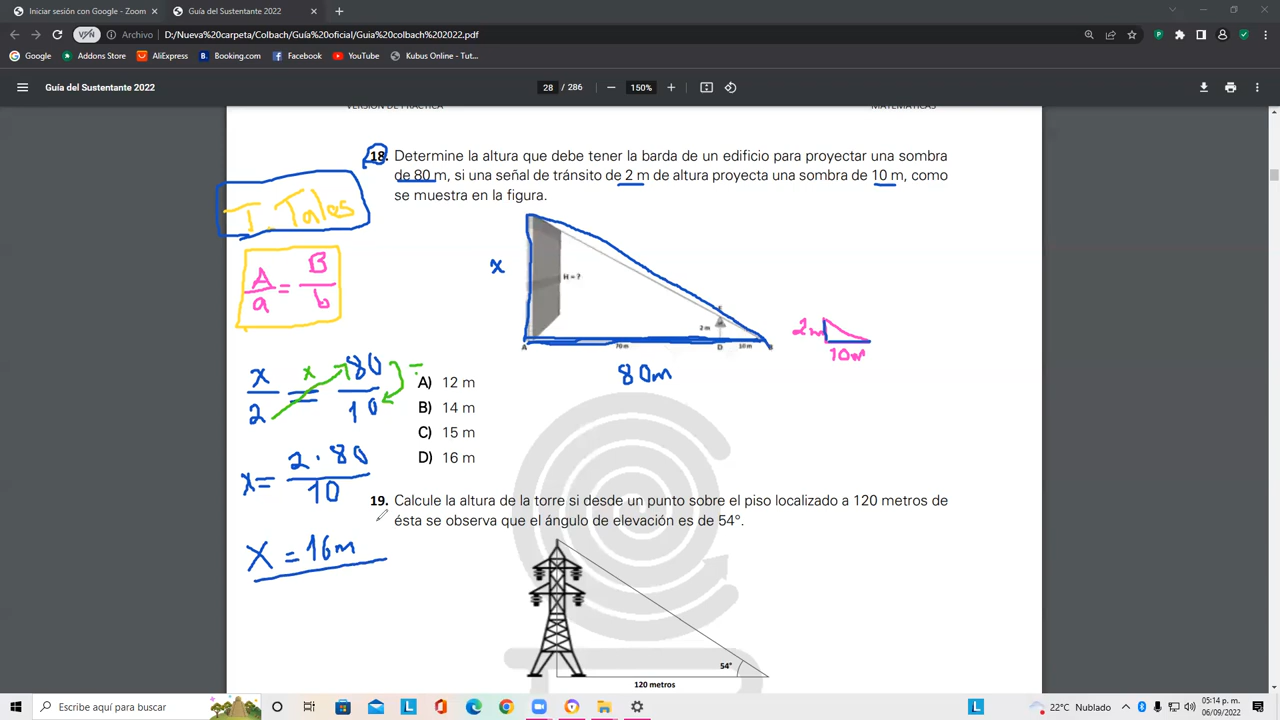 Iniciar sesión con Google - Zoom
Guía del Sustentante 2022
VPN
Archivo
D:/Nueva%20carpeta/Colbach/Guía%20oficial/Guia%20colbach%202022.pdf
Google
Addons Store
AliExpress
Booking.com
Facebook
YouTube
Kubus Online - Tut...
Guía del Sustentante 2022
28 / 286
150%
VERSIÓN DE PRÁCTICA
MATEMÁTICAS
18. Determine la altura que debe tener la barda de un edificio para proyectar una sombra
de 80 m, si una señal de tránsito de 2 m de altura proyecta una sombra de 10 m, como
se muestra en la figura.
T. Tales
A/a = B/b
x
H = ?
2 m
A
70m
D
10m
80m
2m
10m
x/2 = 80/10
x
÷
x= 2 · 80 / 10
X = 16m
A) 12 m
B) 14 m
C) 15 m
D) 16 m
19. Calcule la altura de la torre si desde un punto sobre el piso localizado a 120 metros de
ésta se observa que el ángulo de elevación es de 54°.
54°
120 metros
Escribe aquí para buscar
22°C Nublado
05:14 p. m.
06/09/2022